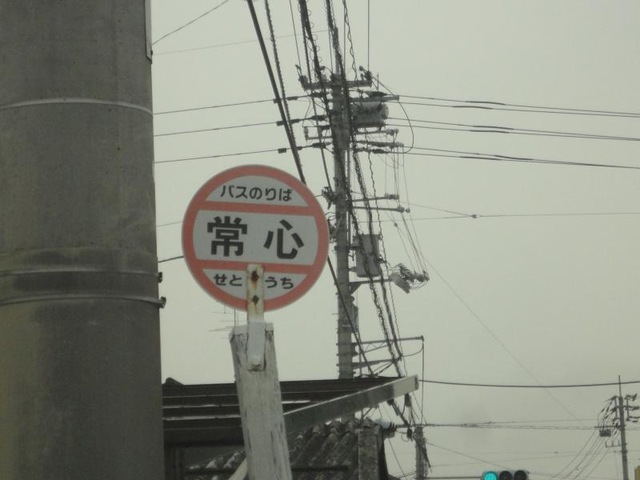 バスのりば
常心
せと うち